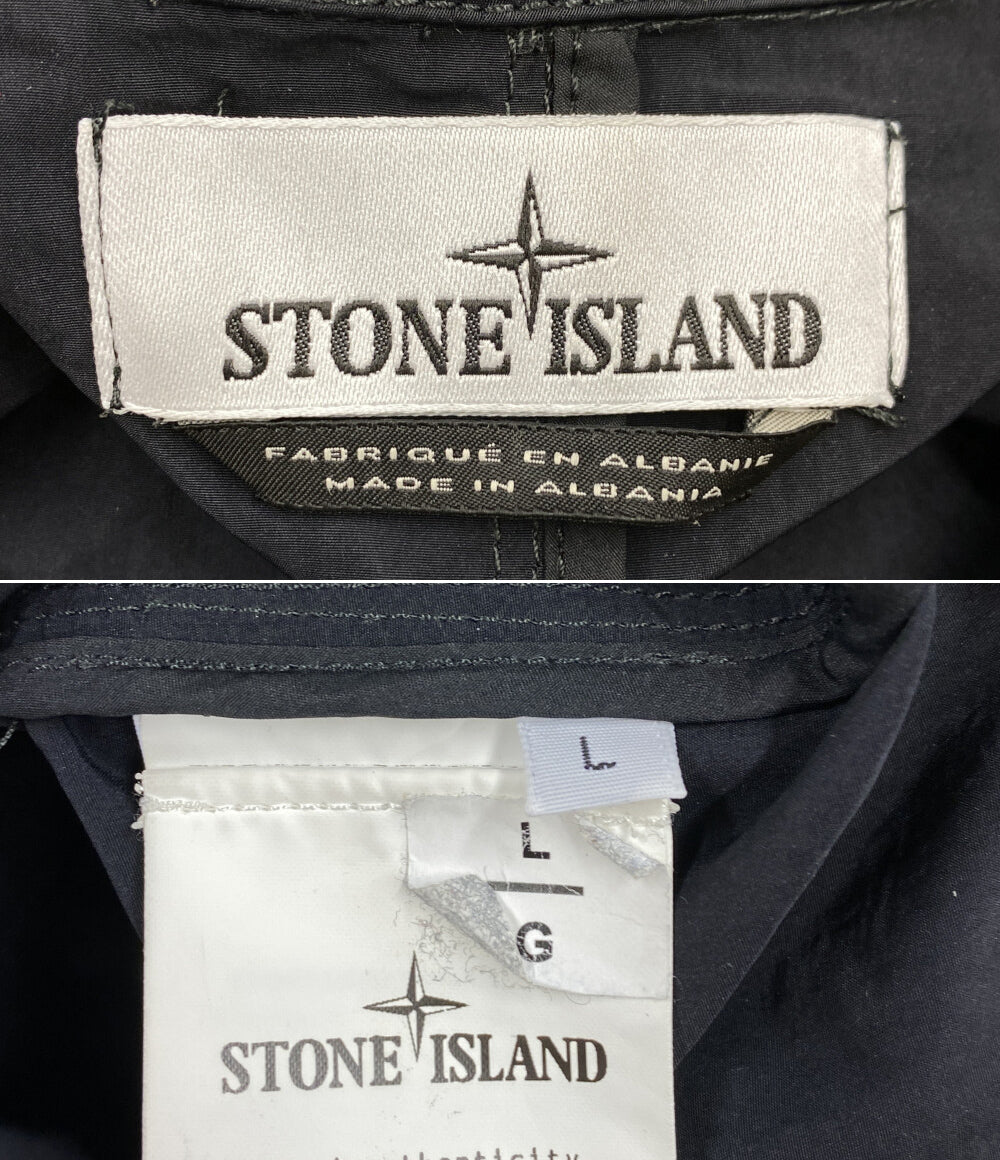 STONE ISLAND
FABRIQUÉ EN ALBANIE
MADE IN ALBANIA
L
L
G
STONE ISLAND